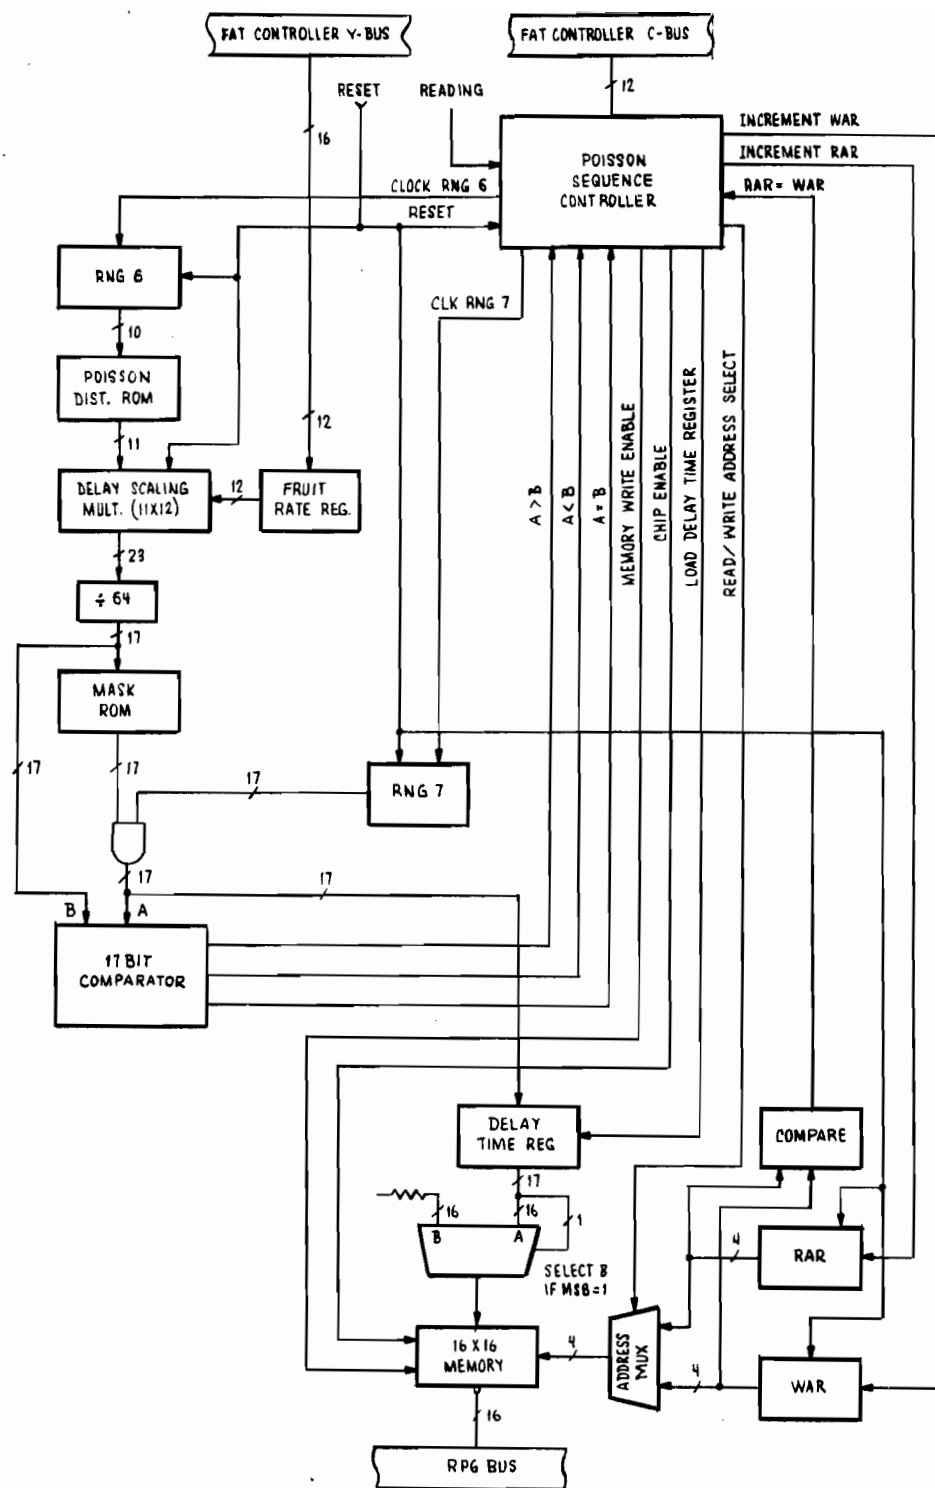 FAT CONTROLLER Y-BUS
FAT CONTROLLER C-BUS
12
RESET
READING
16
INCREMENT WAR
INCREMENT RAR
RAR= WAR
POISSON
SEQUENCE
CONTROLLER
CLOCK RNG 6
RESET
RNG 6
CLK RNG 7
10
POISSON
DIST. ROM
11
12
DELAY SCALING
MULT. (11X12)
12
FRUIT
RATE REG.
A > B
A < B
A = B
MEMORY WRITE ENABLE
CHIP ENABLE
LOAD DELAY TIME REGISTER
READ/WRITE ADDRESS SELECT
23
÷ 64
17
MASK
ROM
17
17
17
RNG 7
17
17
B
A
17 BIT
COMPARATOR
DELAY
TIME REG
COMPARE
17
16
16
1
B
A
4
RAR
SELECT B
IF MSB=1
16 X 16
MEMORY
4
ADDRESS
MUX
4
WAR
16
RPG BUS